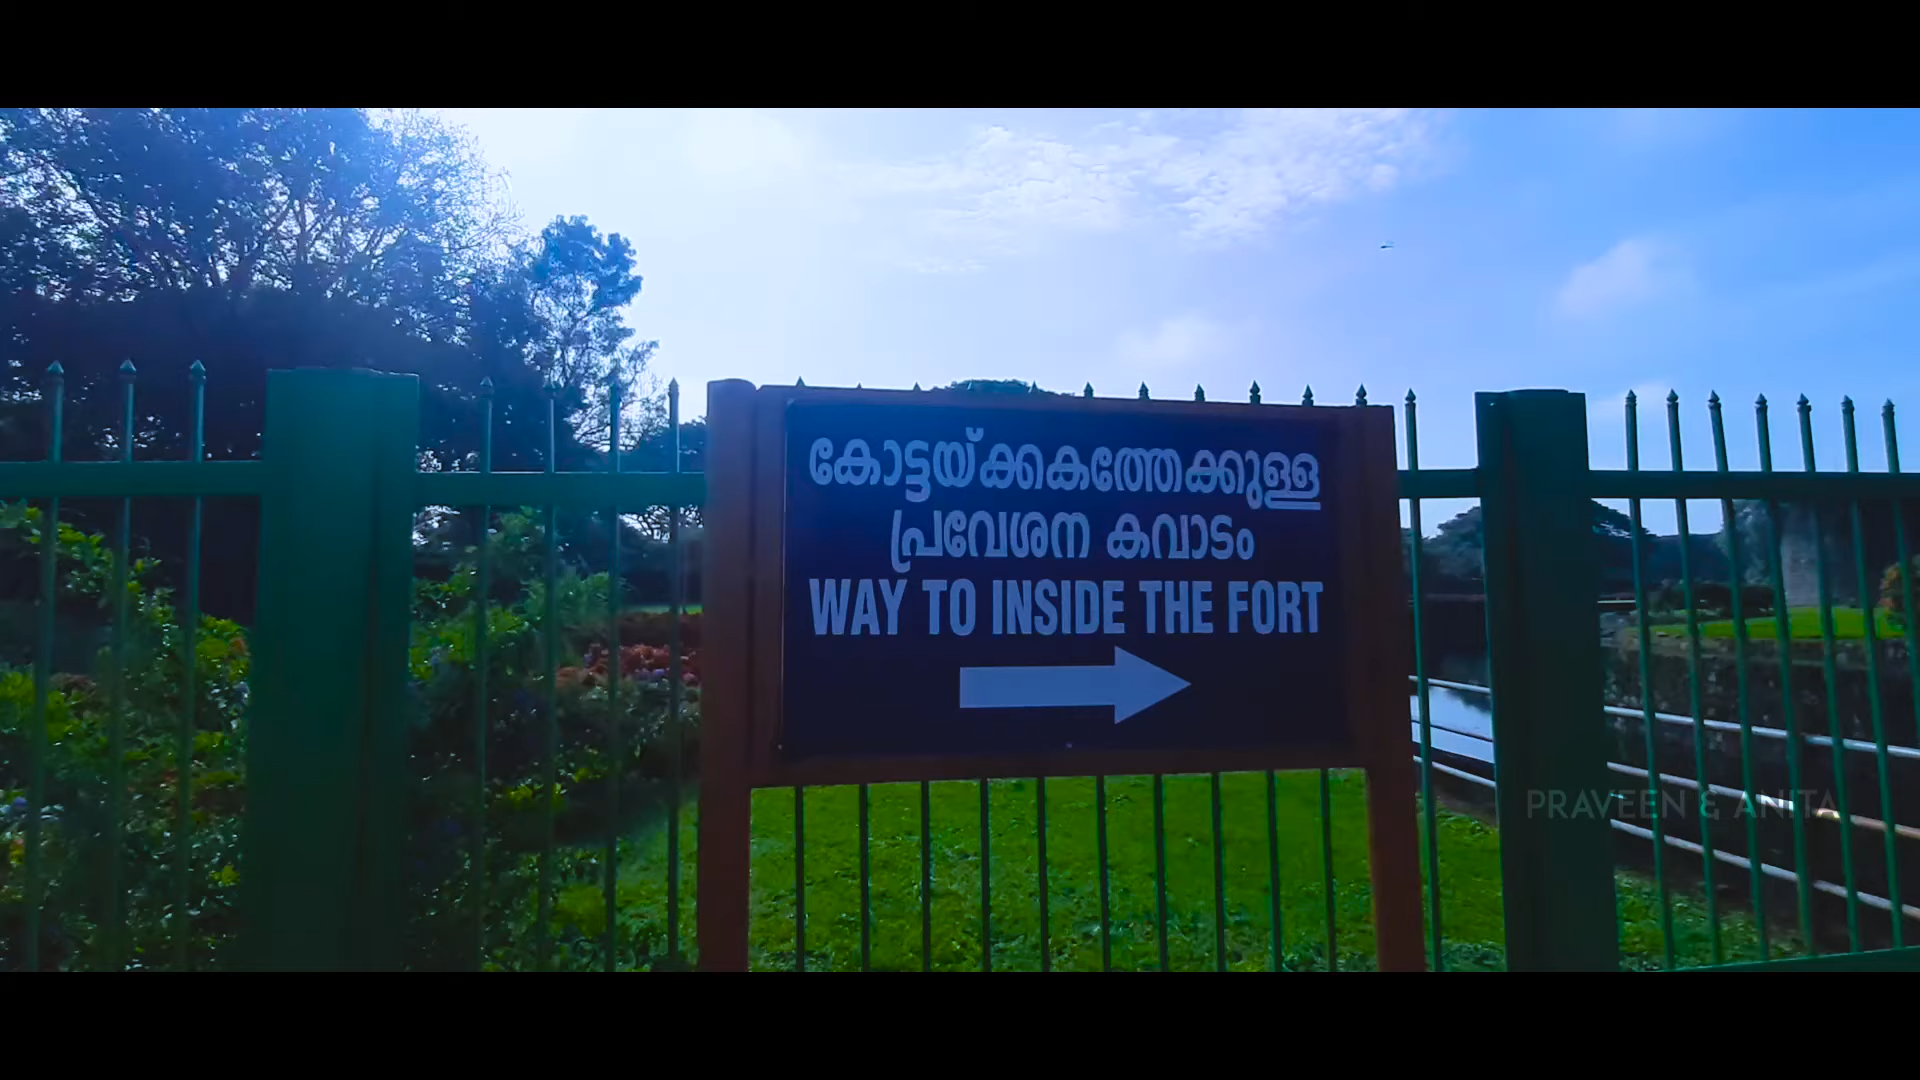 കോട്ടയ്ക്കകത്തേക്കുള്ള
പ്രവേശന കവാടം
WAY TO INSIDE THE FORT
PRAVEEN & ANITA